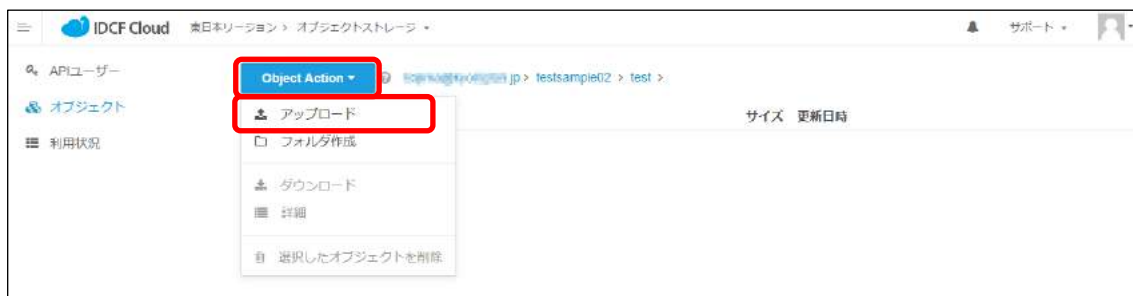 IDCF Cloud 東日本リージョン > オブジェクトストレージ サポート
APIユーザー
オブジェクト
利用状況
Object Action jp > testsample02 > test >
アップロード
フォルダ作成
ダウンロード
詳細
選択したオブジェクトを削除
サイズ 更新日時